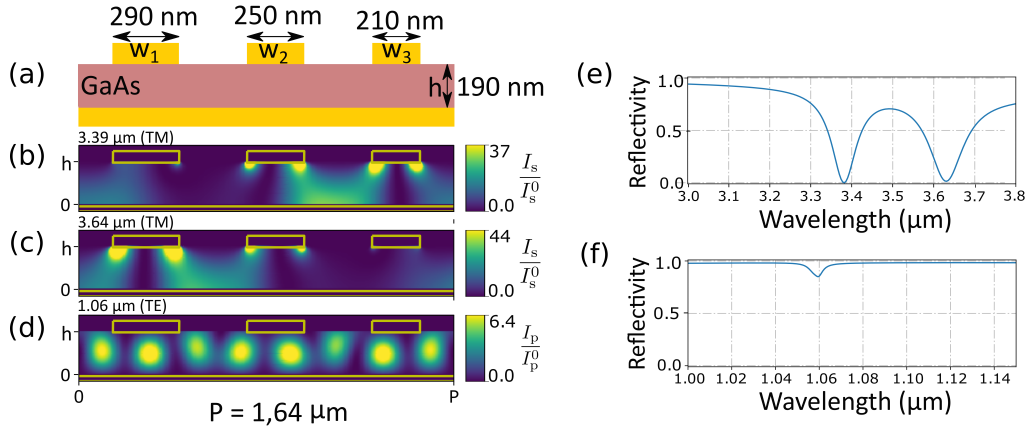 290 nm 250 nm 210 nm
w1 w2 w3
(a)
GaAs
h 190 nm
3.39 µm (TM)
(b)
h
0
37
0.0
Is
I0s
3.64 µm (TM)
(c)
h
0
44
0.0
Is
I0s
1.06 µm (TE)
(d)
h
0
6.4
0.0
Ip
I0p
0 P
P = 1,64 µm
(e)
Reflectivity
1.0
0.5
0.0
3.0 3.1 3.2 3.3 3.4 3.5 3.6 3.7 3.8
Wavelength (µm)
(f)
Reflectivity
1.0
0.5
0.0
1.00 1.02 1.04 1.06 1.08 1.10 1.12 1.14
Wavelength (µm)